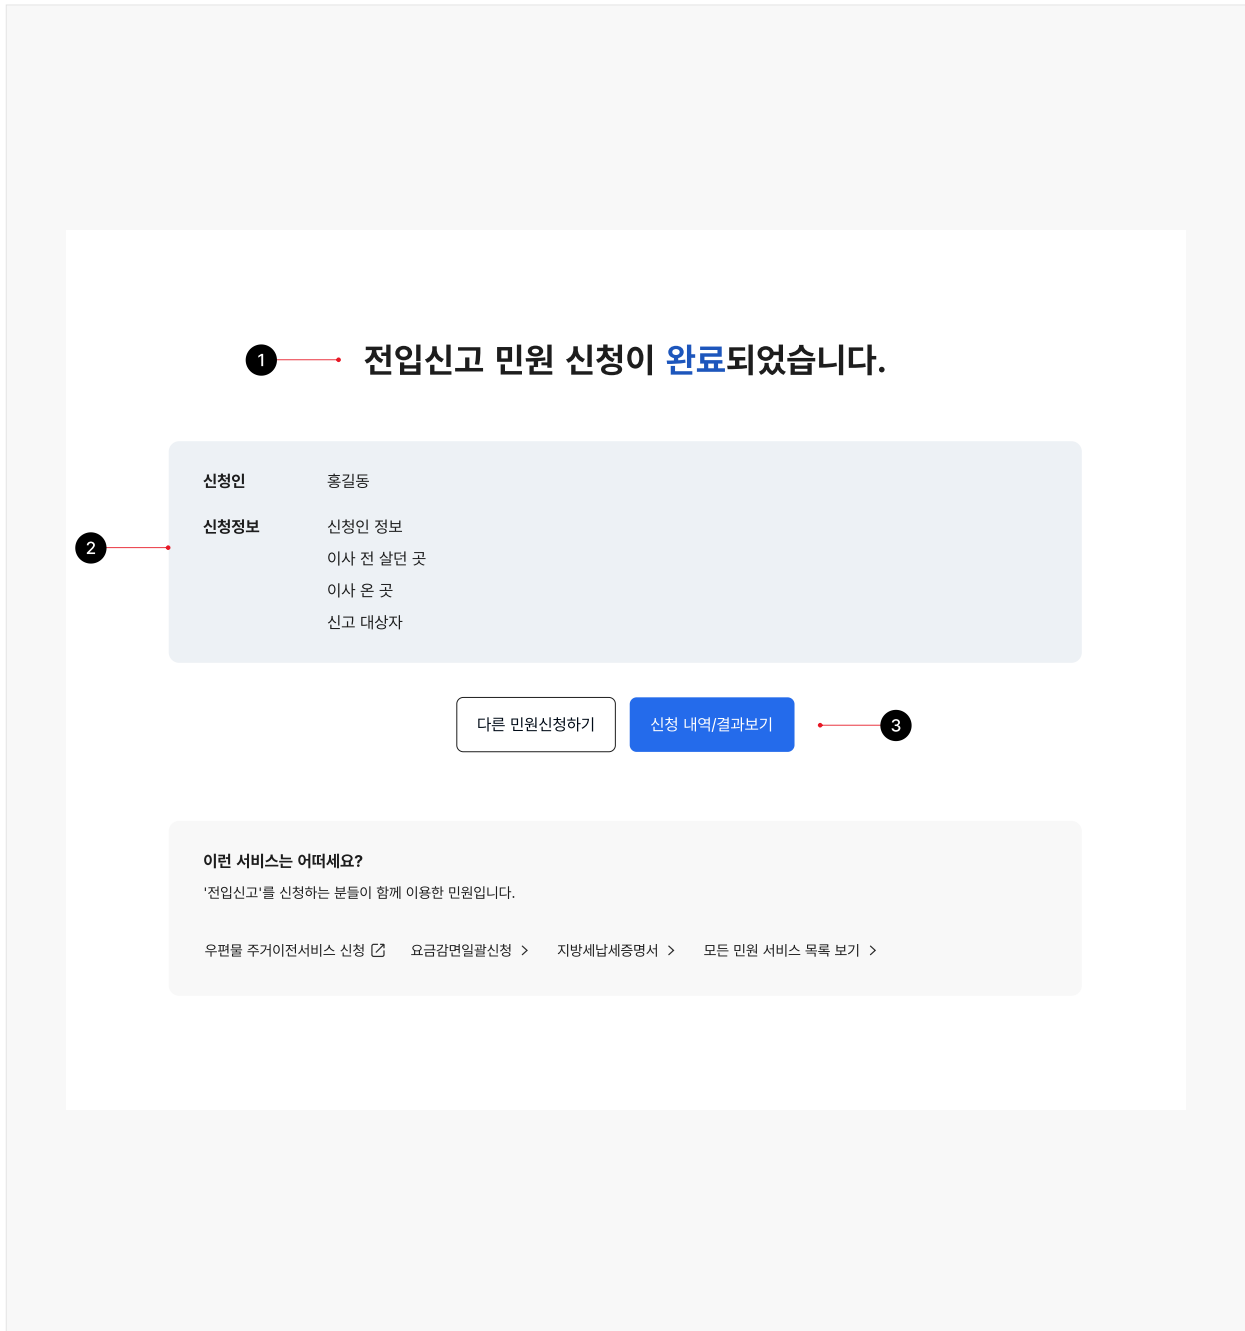 1 전입신고 민원 신청이 완료되었습니다.
신청인 홍길동
신청정보 신청인 정보
2
이사 전 살던 곳
이사 온 곳
신고 대상자
다른 민원신청하기 신청 내역/결과보기 3
이런 서비스는 어떠세요?
'전입신고'를 신청하는 분들이 함께 이용한 민원입니다.
우편물 주거이전서비스 신청 요금감면일괄신청 지방세납세증명서 모든 민원 서비스 목록 보기